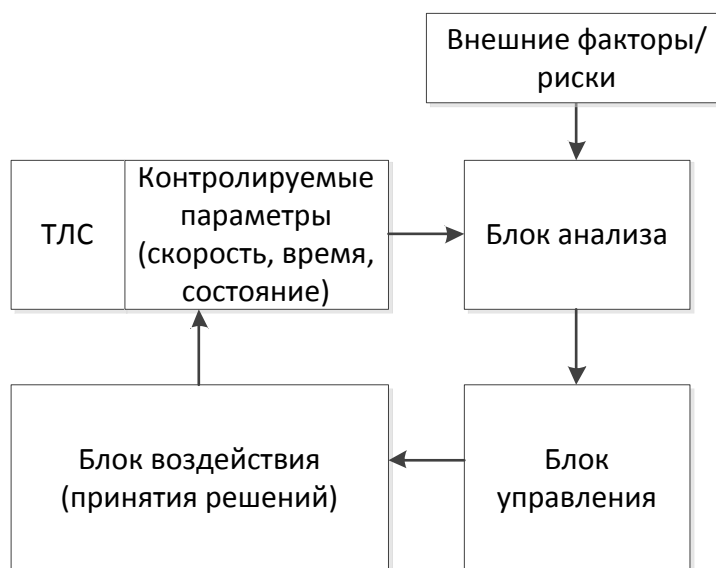 Внешние факторы/
риски
ТЛС
Контролируемые
параметры
(скорость, время,
состояние)
Блок анализа
Блок воздействия
(принятия решений)
Блок
управления